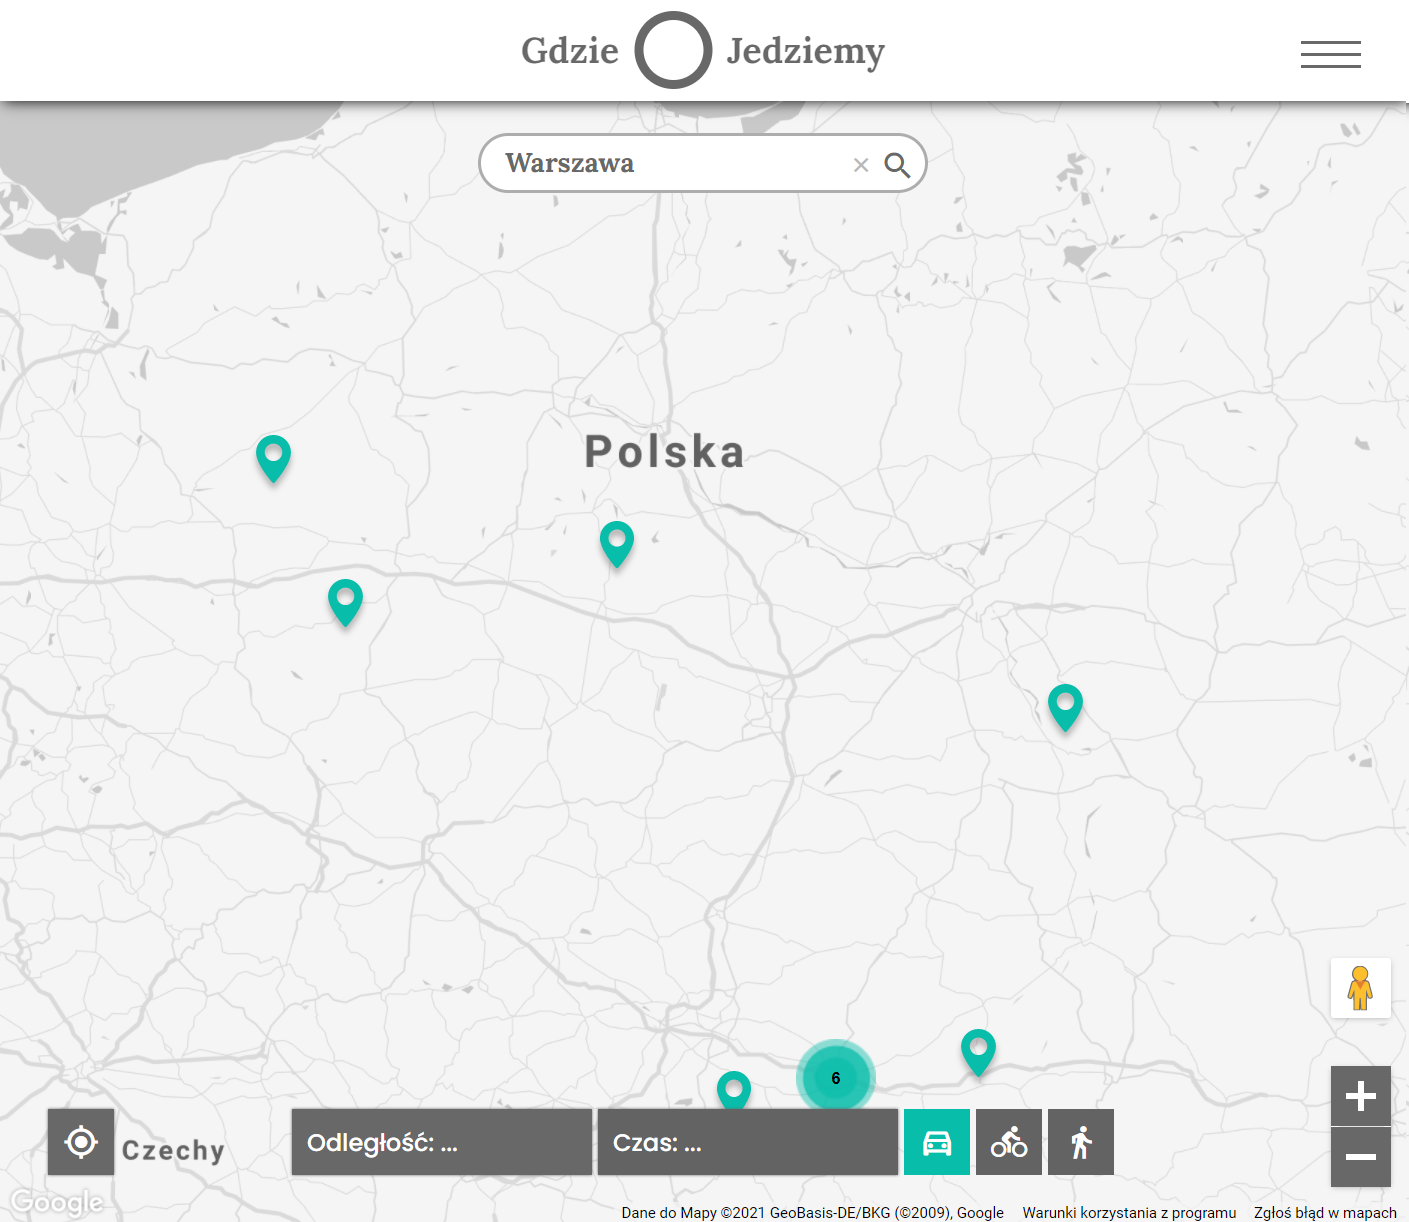 Gdzie Jedziemy
Warszawa
Polska
6
Odległość: ...
Czas: ...
Czechy
Google
Dane do Mapy ©2021 GeoBasis-DE/BKG (©2009), Google
Warunki korzystania z programu
Zgłoś błąd w mapach